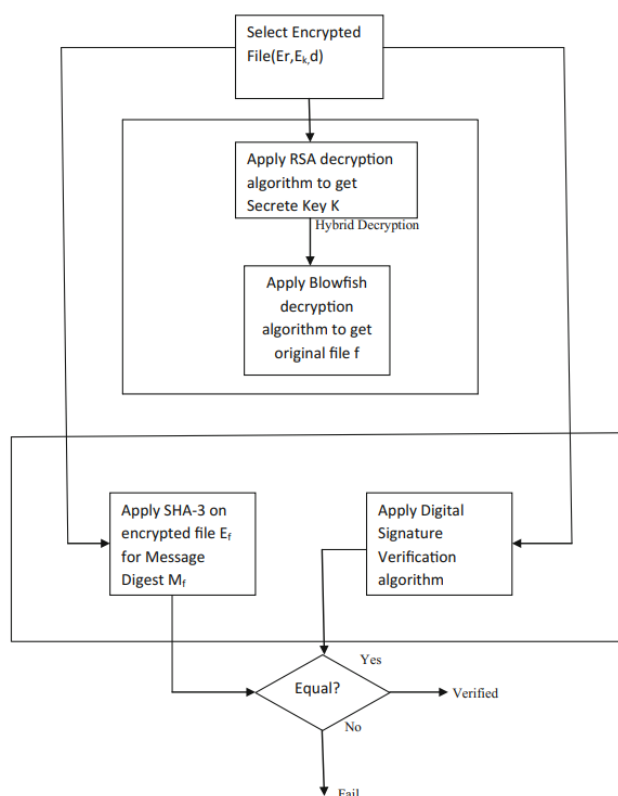 Select Encrypted
File(Er,Ek,d)
Apply RSA decryption
algorithm to get
Secrete Key K
Hybrid Decryption
Apply Blowfish
decryption
algorithm to get
original file f
Apply SHA-3 on
encrypted file Ef
for Message
Digest Mf
Apply Digital
Signature
Verification
algorithm
Yes
Equal?
Verified
No
Fail